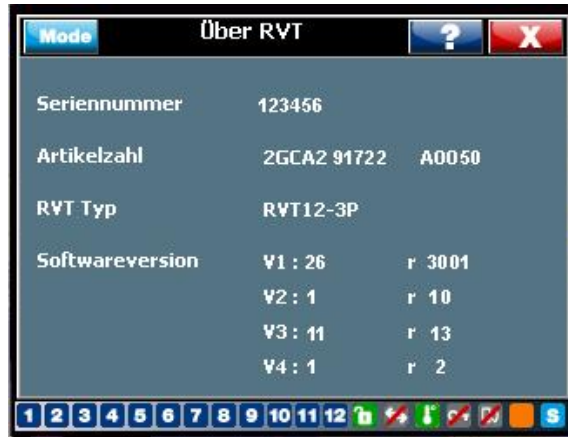 Mode Über RVT ? X
Seriennummer 123456
Artikelzahl 2GCA2 91722 A0050
RVT Typ RVT12-3P
Softwareversion V1 : 26 r 3001
V2 : 1 r 10
V3 : 11 r 13
V4 : 1 r 2
1 2 3 4 5 6 7 8 9 10 11 12 S